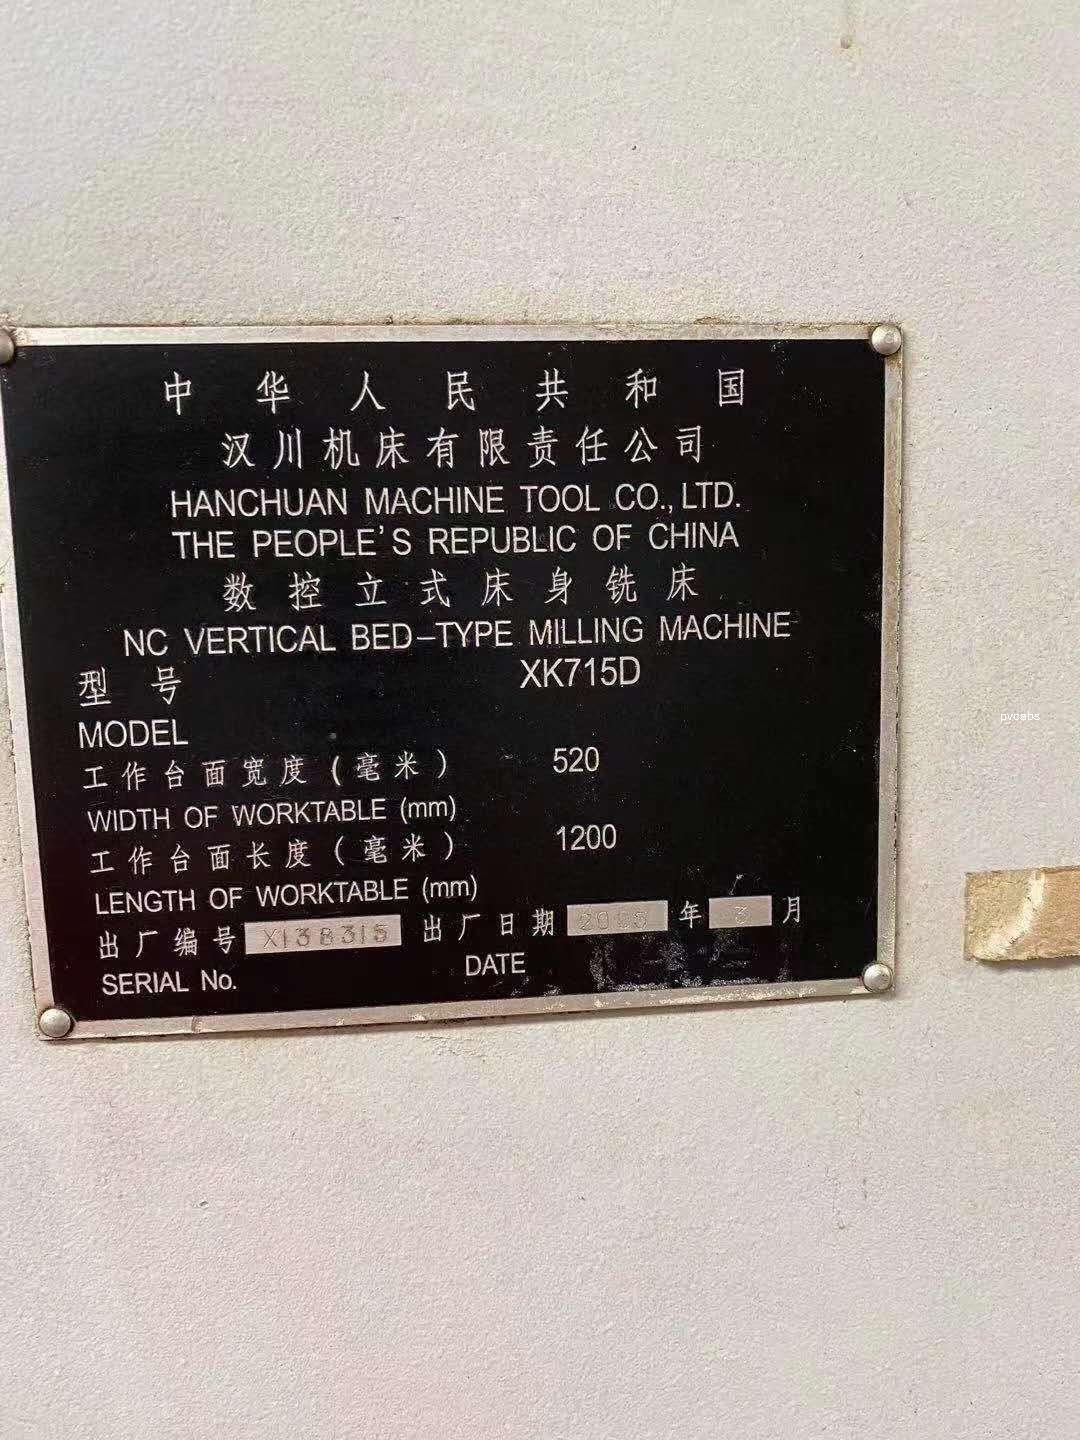 中华人民共和国
汉川机床有限责任公司
HANCHUAN MACHINE TOOL CO., LTD.
THE PEOPLE'S REPUBLIC OF CHINA
数控立式床身铣床
NC VERTICAL BED-TYPE MILLING MACHINE
型号 XK715D
MODEL
工作台面宽度(毫米) 520
WIDTH OF WORKTABLE (mm)
工作台面长度(毫米) 1200
LENGTH OF WORKTABLE (mm)
出厂编号 X138315 出厂日期 年 3 月
SERIAL No. DATE
pvcabs